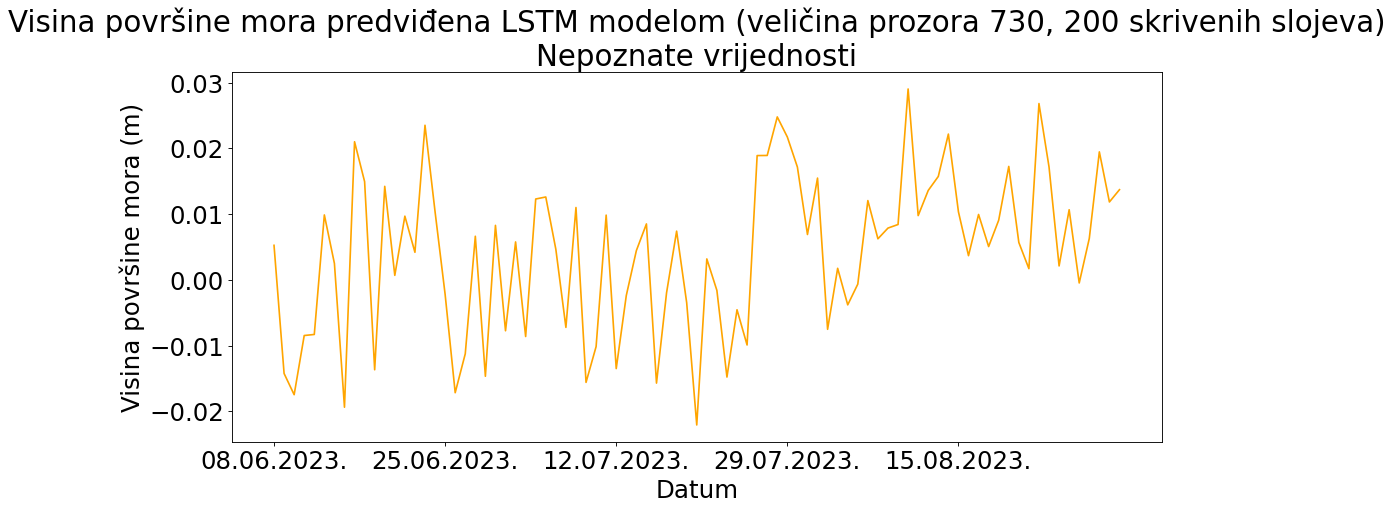 Visina površine mora predviđena LSTM modelom (veličina prozora 730, 200 skrivenih slojeva)
Nepoznate vrijednosti
Visina površine mora (m)
0.03
0.02
0.01
0.00
−0.01
−0.02
08.06.2023.
25.06.2023.
12.07.2023.
29.07.2023.
15.08.2023.
Datum